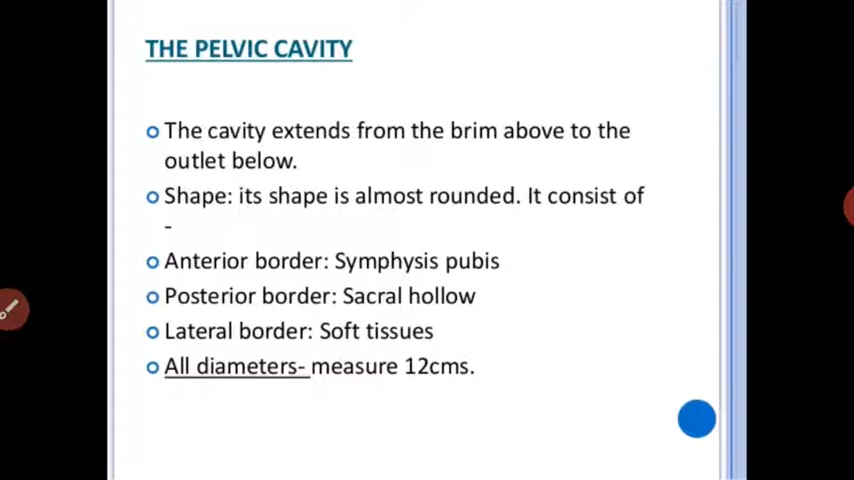 THE PELVIC CAVITY
The cavity extends from the brim above to the
outlet below.
Shape: its shape is almost rounded. It consist of
-
Anterior border: Symphysis pubis
Posterior border: Sacral hollow
Lateral border: Soft tissues
All diameters- measure 12cms.